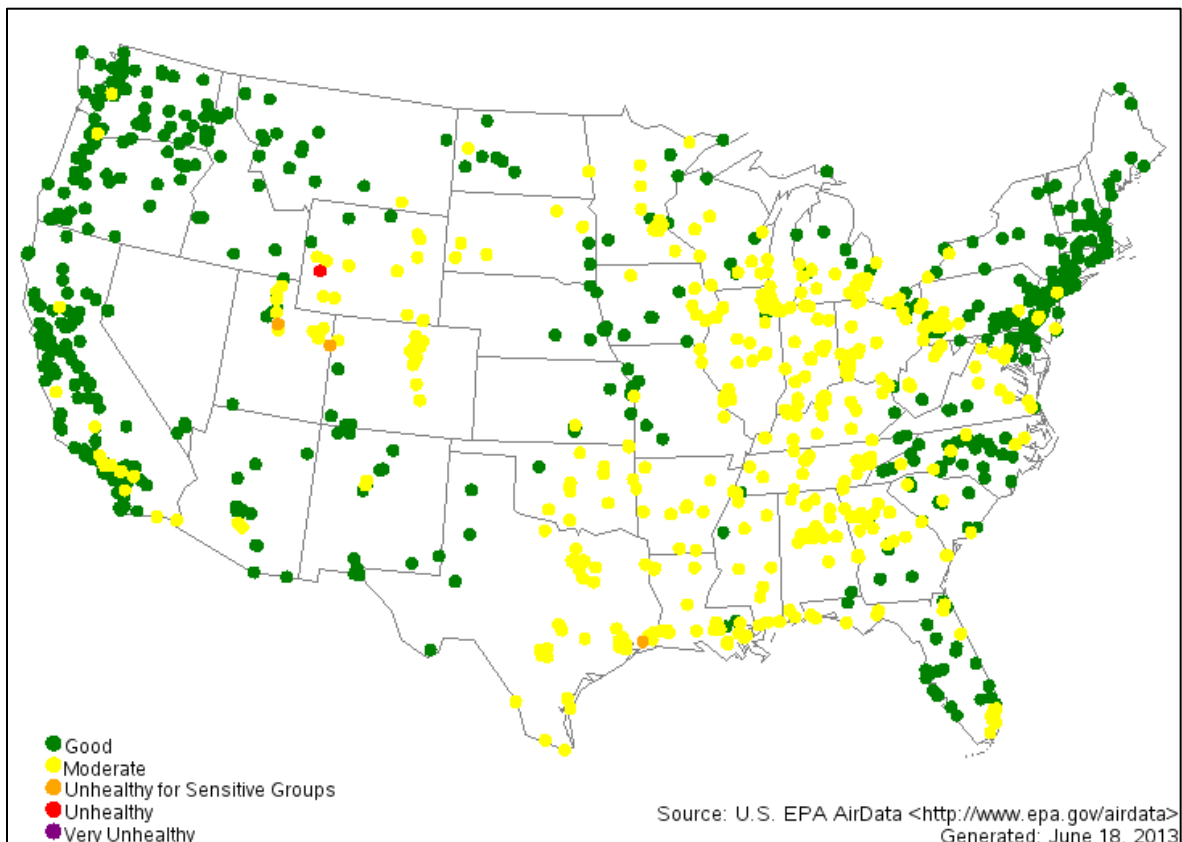 Good
Moderate
Unhealthy for Sensitive Groups
Unhealthy
Very Unhealthy
Source: U.S. EPA AirData <http://www.epa.gov/airdata>
Generated: June 18, 2013